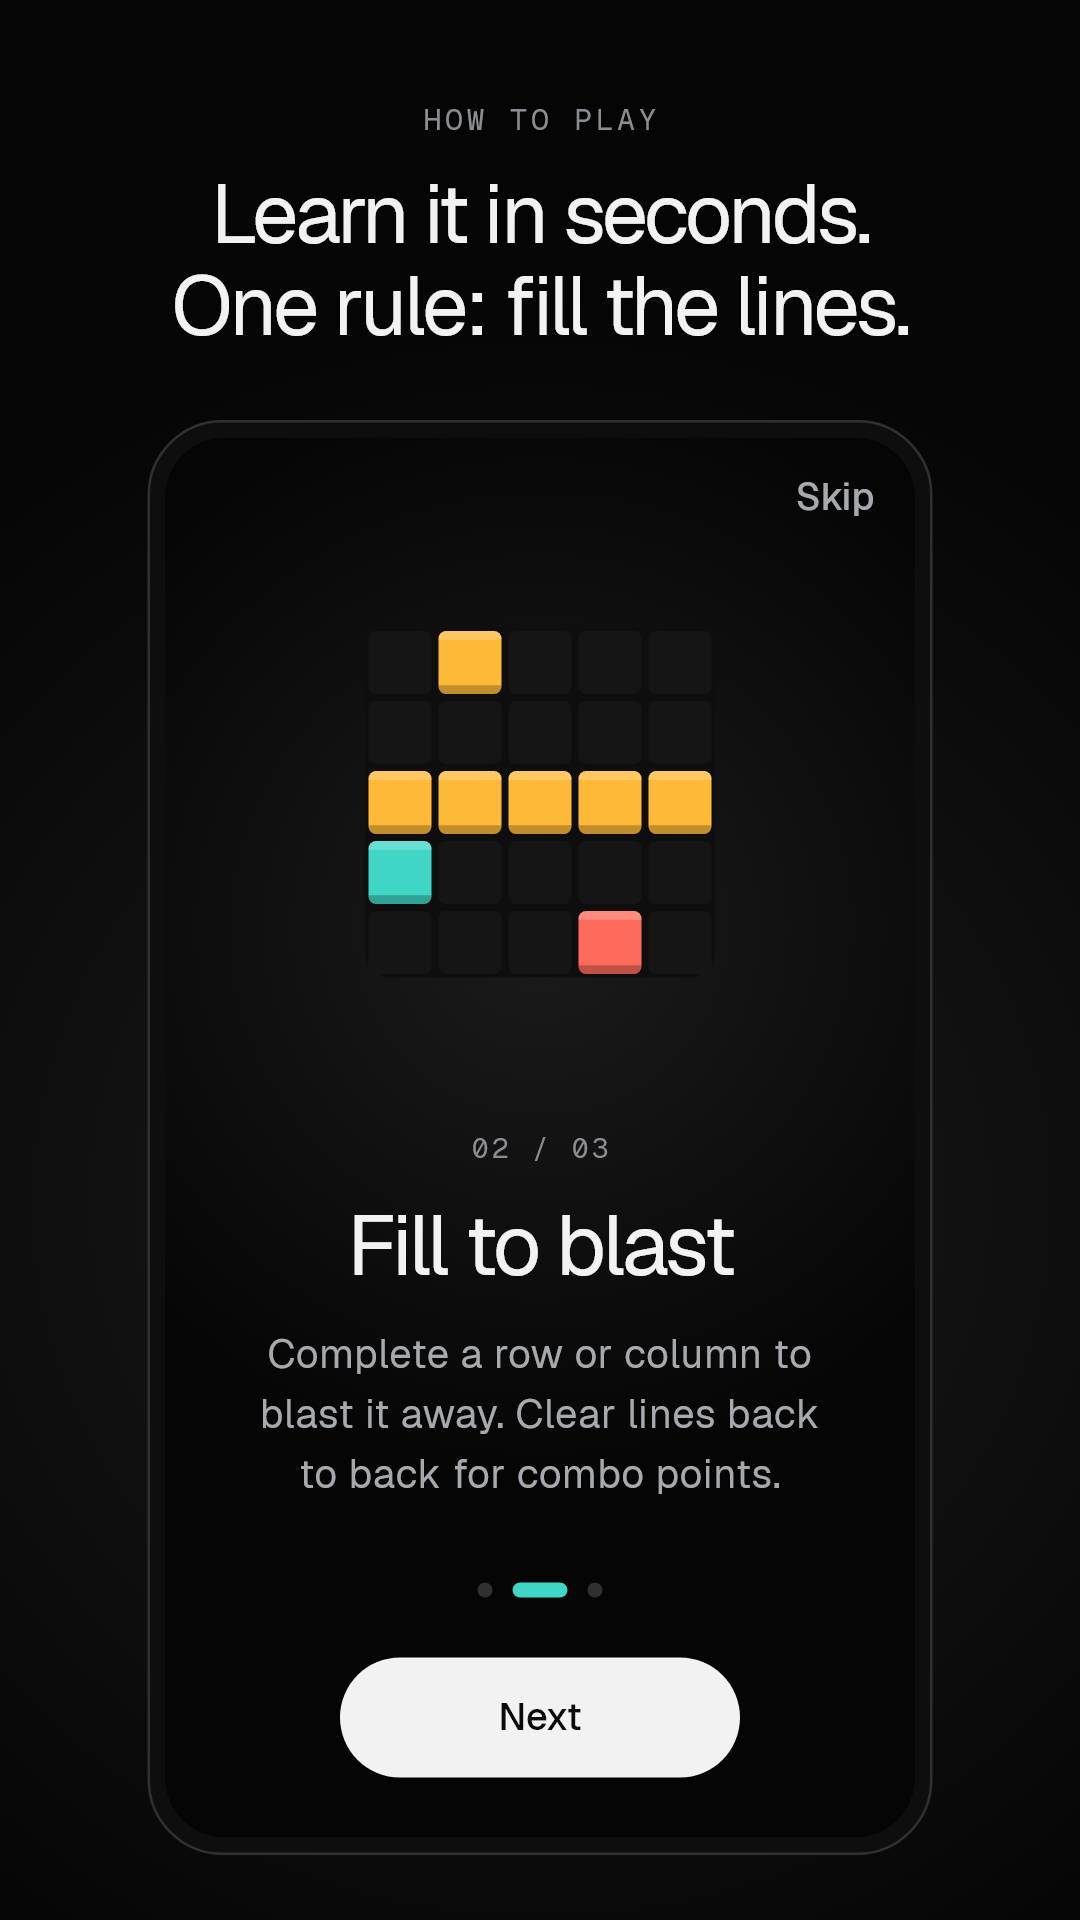 HOW TO PLAY
Learn it in seconds.
One rule: fill the lines.
Skip
02 / 03
Fill to blast
Complete a row or column to
blast it away. Clear lines back
to back for combo points.
Next